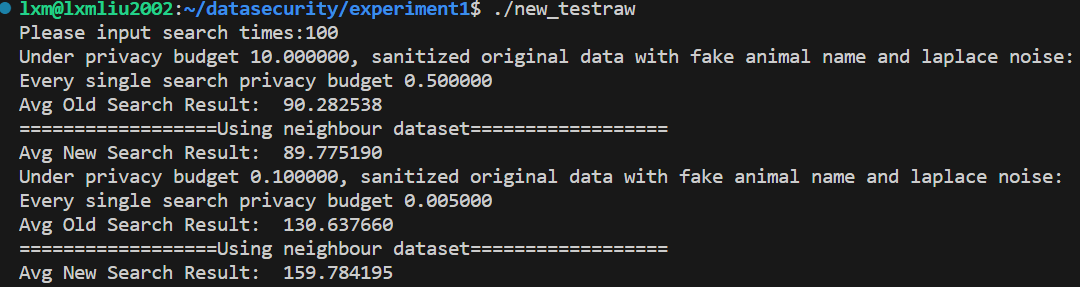 lxm@lxmliu2002:~/datasecurity/experiment1$ ./new_testraw
Please input search times:100
Under privacy budget 10.000000, sanitized original data with fake animal name and laplace noise:
Every single search privacy budget 0.500000
Avg Old Search Result:  90.282538
==================Using neighbour dataset==================
Avg New Search Result:  89.775190
Under privacy budget 0.100000, sanitized original data with fake animal name and laplace noise:
Every single search privacy budget 0.005000
Avg Old Search Result:  130.637660
==================Using neighbour dataset==================
Avg New Search Result:  159.784195